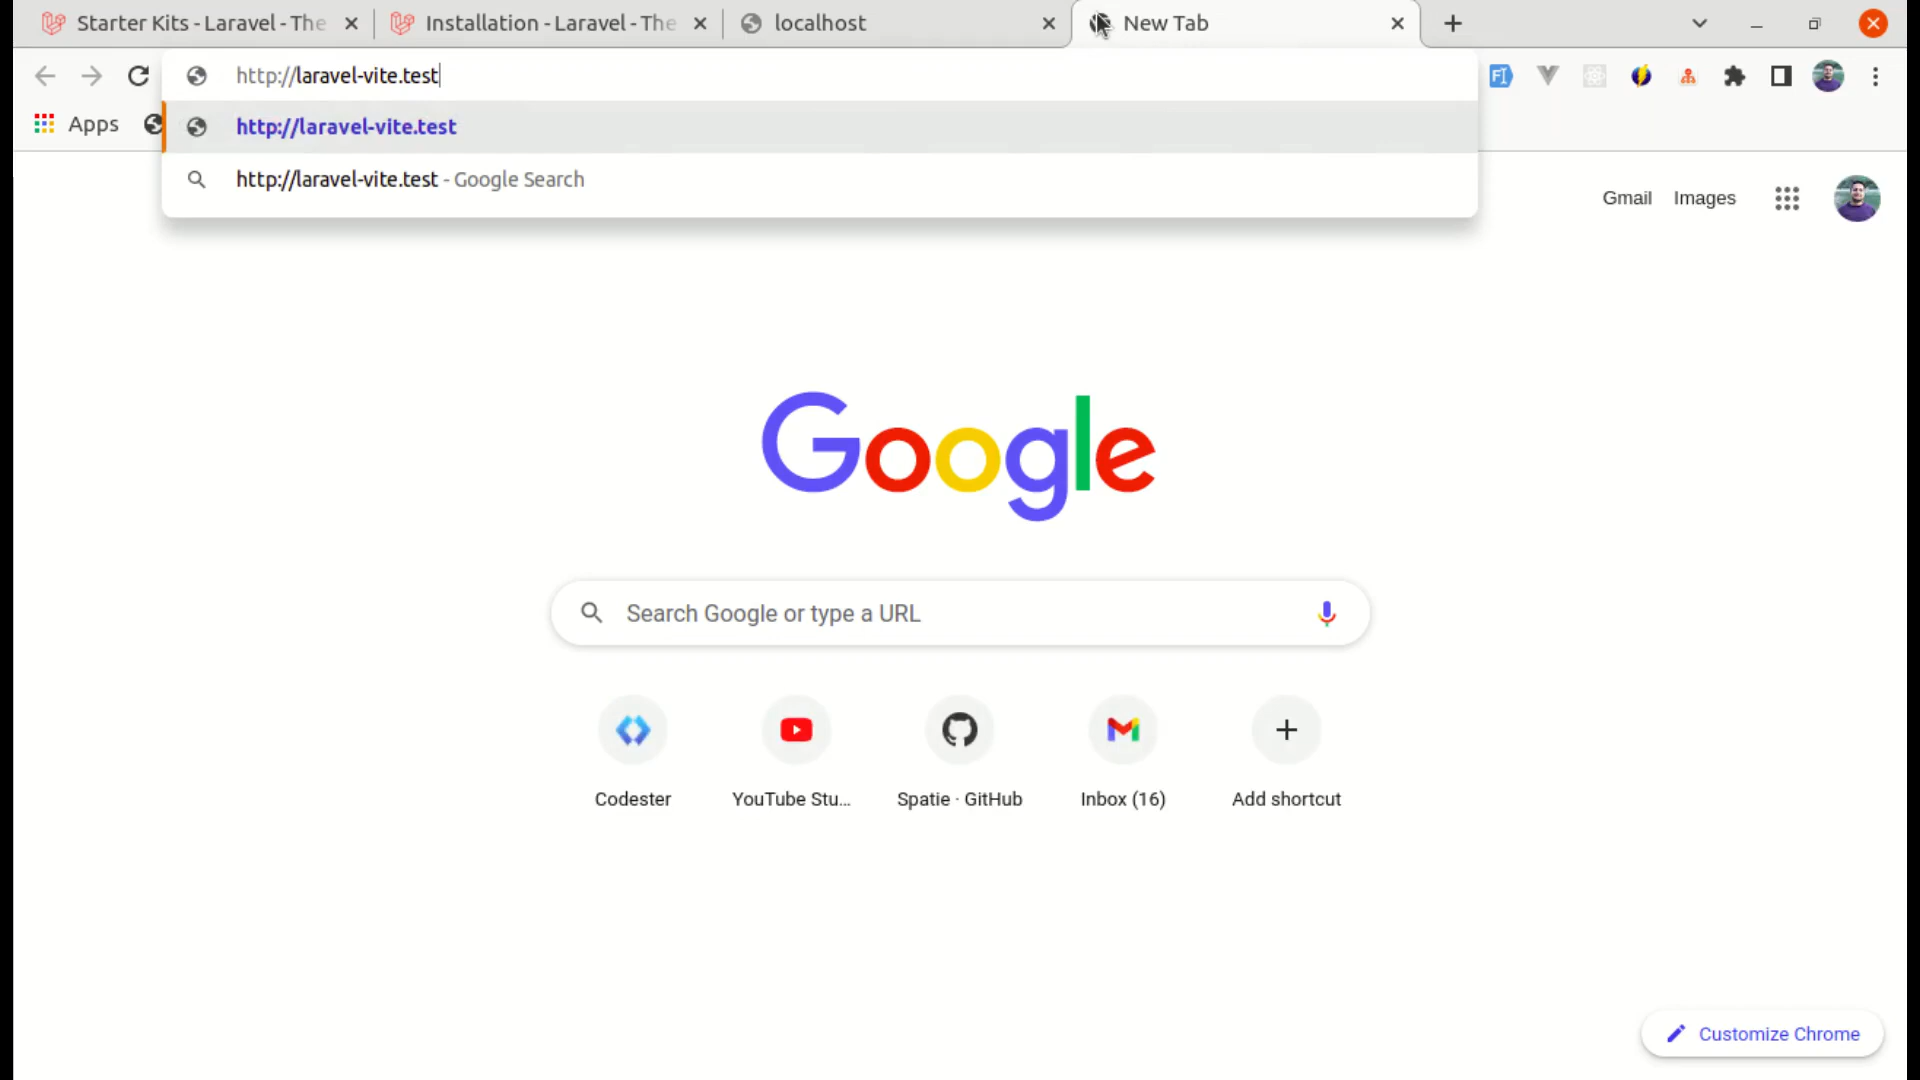 Starter Kits - Laravel - The
Installation - Laravel - The
localhost
New Tab
http://laravel-vite.test
Apps
http://laravel-vite.test
http://laravel-vite.test - Google Search
Gmail
Images
Google
Search Google or type a URL
Codester
YouTube Stu...
Spatie · GitHub
Inbox (16)
Add shortcut
Customize Chrome